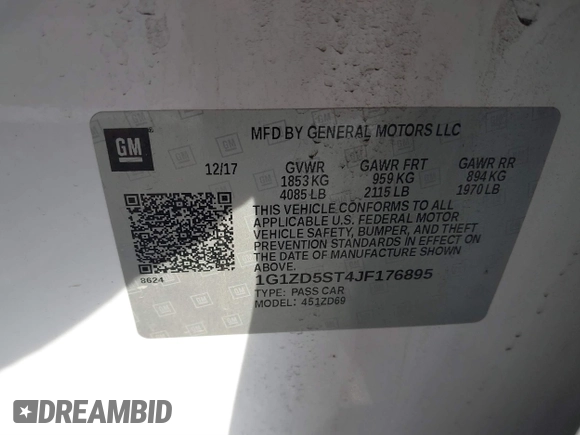 GM
MFD BY GENERAL MOTORS LLC
12/17 GVWR GAWR FRT GAWR RR
1853 KG 959 KG 894 KG
4085 LB 2115 LB 1970 LB
THIS VEHICLE CONFORMS TO ALL
APPLICABLE U.S. FEDERAL MOTOR
VEHICLE SAFETY, BUMPER, AND THEFT
PREVENTION STANDARDS IN EFFECT ON THE
DATE OF MANUFACTURE SHOWN
ABOVE.
8624
1G1ZD5ST4JF176895
TYPE: PASS CAR
MODEL: 451ZD69
DREAMBID